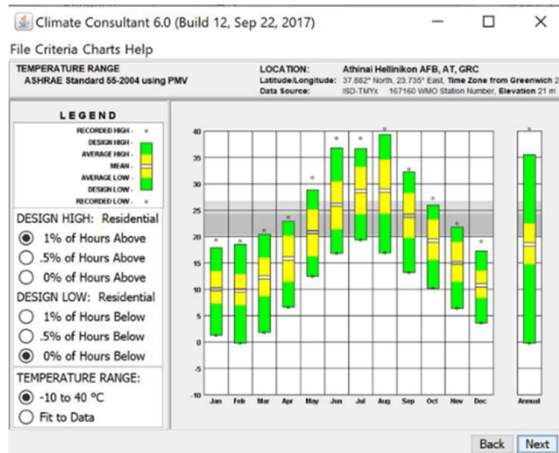 Climate Consultant 6.0 (Build 12, Sep 22, 2017)
File Criteria Charts Help
TEMPERATURE RANGE
ASHRAE Standard 55-2004 using PMV
LOCATION: Athinai Hellinikon AFB, AT, GRC
Latitude/Longitude: 37.882° North, 23.735° East, Time Zone from Greenwich 2
Data Source: ISD-TMYx 167160 WMO Station Number, Elevation 21 m
LEGEND
RECORDED HIGH -
DESIGN HIGH -
AVERAGE HIGH -
MEAN -
AVERAGE LOW -
DESIGN LOW -
RECORDED LOW -
DESIGN HIGH: Residential
1% of Hours Above
.5% of Hours Above
0% of Hours Above
DESIGN LOW: Residential
1% of Hours Below
.5% of Hours Below
0% of Hours Below
TEMPERATURE RANGE:
-10 to 40 °C
Fit to Data
40
35
30
25
20
15
10
5
0
-5
-10
Jan Feb Mar Apr May Jun Jul Aug Sep Oct Nov Dec Annual
Back Next